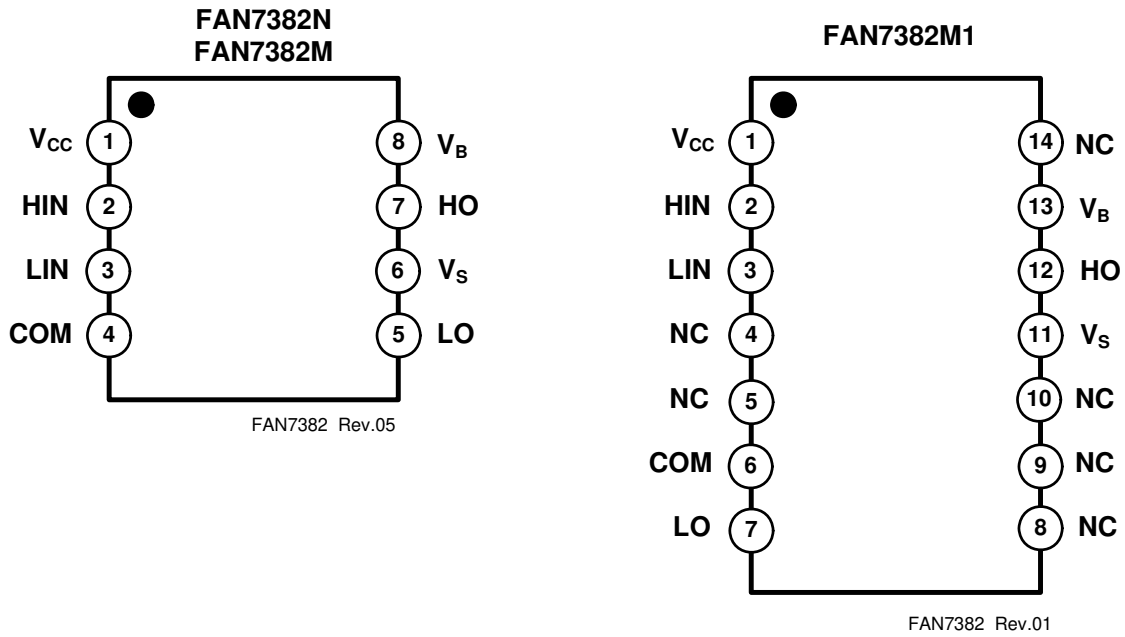 FAN7382N
FAN7382M
VCC 1 8 VB
HIN 2 7 HO
LIN 3 6 VS
COM 4 5 LO
FAN7382 Rev.05
FAN7382M1
VCC 1 14 NC
HIN 2 13 VB
LIN 3 12 HO
NC 4 11 VS
NC 5 10 NC
COM 6 9 NC
LO 7 8 NC
FAN7382 Rev.01